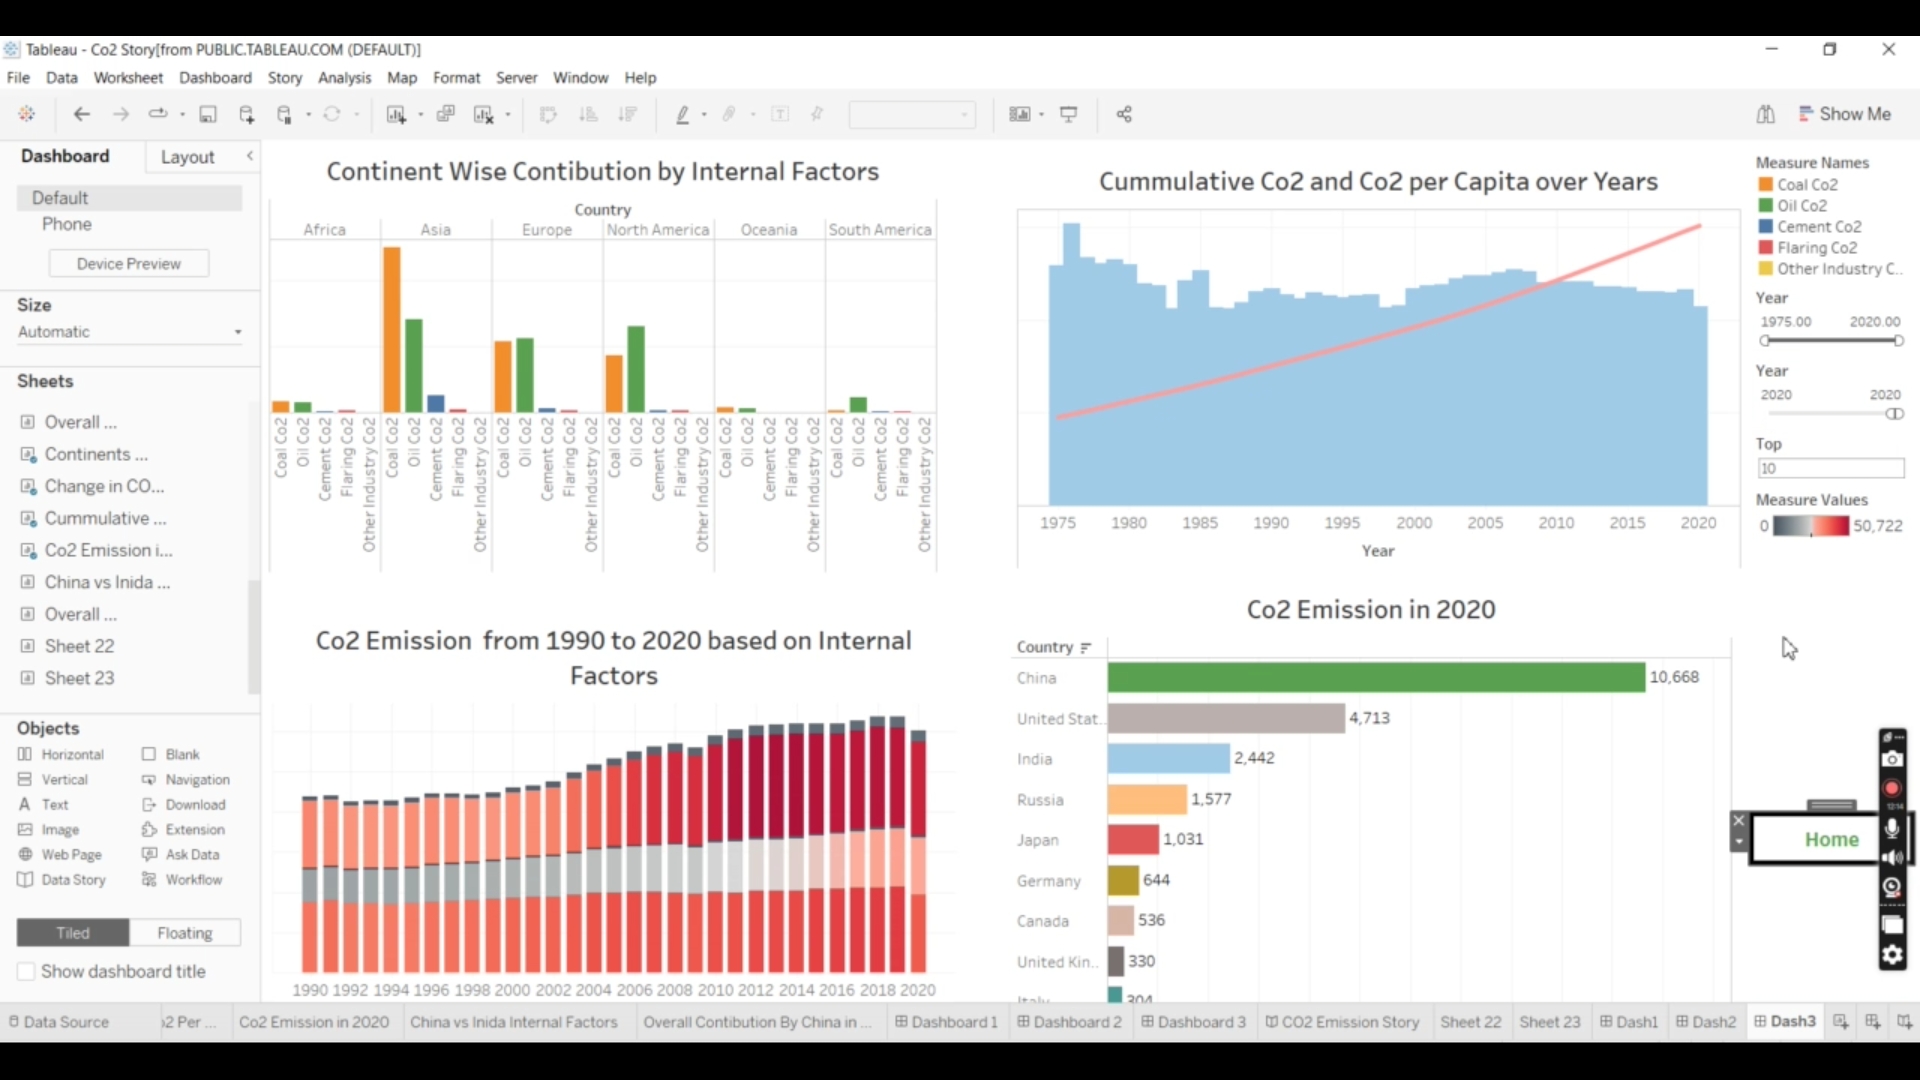 Tableau - Co2 Story[from PUBLIC.TABLEAU.COM (DEFAULT)]
File Data Worksheet Dashboard Story Analysis Map Format Server Window Help
Show Me
Dashboard Layout
Default
Phone
Device Preview
Size
Automatic
Sheets
Overall ...
Continents ...
Change in CO...
Cummulative ...
Co2 Emission i...
China vs Inida ...
Overall ...
Sheet 22
Sheet 23
Objects
Horizontal Blank
Vertical Navigation
Text Download
Image Extension
Web Page Ask Data
Data Story Workflow
Tiled Floating
Show dashboard title
Continent Wise Contibution by Internal Factors
Country
Africa Asia Europe North America Oceania South America
Coal Co2 Oil Co2 Cement Co2 Flaring Co2 Other Industry Co2 Coal Co2 Oil Co2 Cement Co2 Flaring Co2 Other Industry Co2 Coal Co2 Oil Co2 Cement Co2 Flaring Co2 Other Industry Co2 Coal Co2 Oil Co2 Cement Co2 Flaring Co2 Other Industry Co2 Coal Co2 Oil Co2 Cement Co2 Flaring Co2 Other Industry Co2 Coal Co2 Oil Co2 Cement Co2 Flaring Co2 Other Industry Co2
Cummulative Co2 and Co2 per Capita over Years
1975 1980 1985 1990 1995 2000 2005 2010 2015 2020
Year
Co2 Emission from 1990 to 2020 based on Internal
Factors
1990 1992 1994 1996 1998 2000 2002 2004 2006 2008 2010 2012 2014 2016 2018 2020
Co2 Emission in 2020
Country
China 10,668
United Stat.. 4,713
India 2,442
Russia 1,577
Japan 1,031
Germany 644
Canada 536
United Kin.. 330
Italy 304
Measure Names
Coal Co2
Oil Co2
Cement Co2
Flaring Co2
Other Industry C..
Year
1975.00 2020.00
Year
2020 2020
Top
10
Measure Values
0 50,722
Home
12:14
Data Source
o2 Per ... Co2 Emission in 2020 China vs Inida Internal Factors Overall Contibution By China in ... Dashboard 1 Dashboard 2 Dashboard 3 CO2 Emission Story Sheet 22 Sheet 23 Dash1 Dash2 Dash3